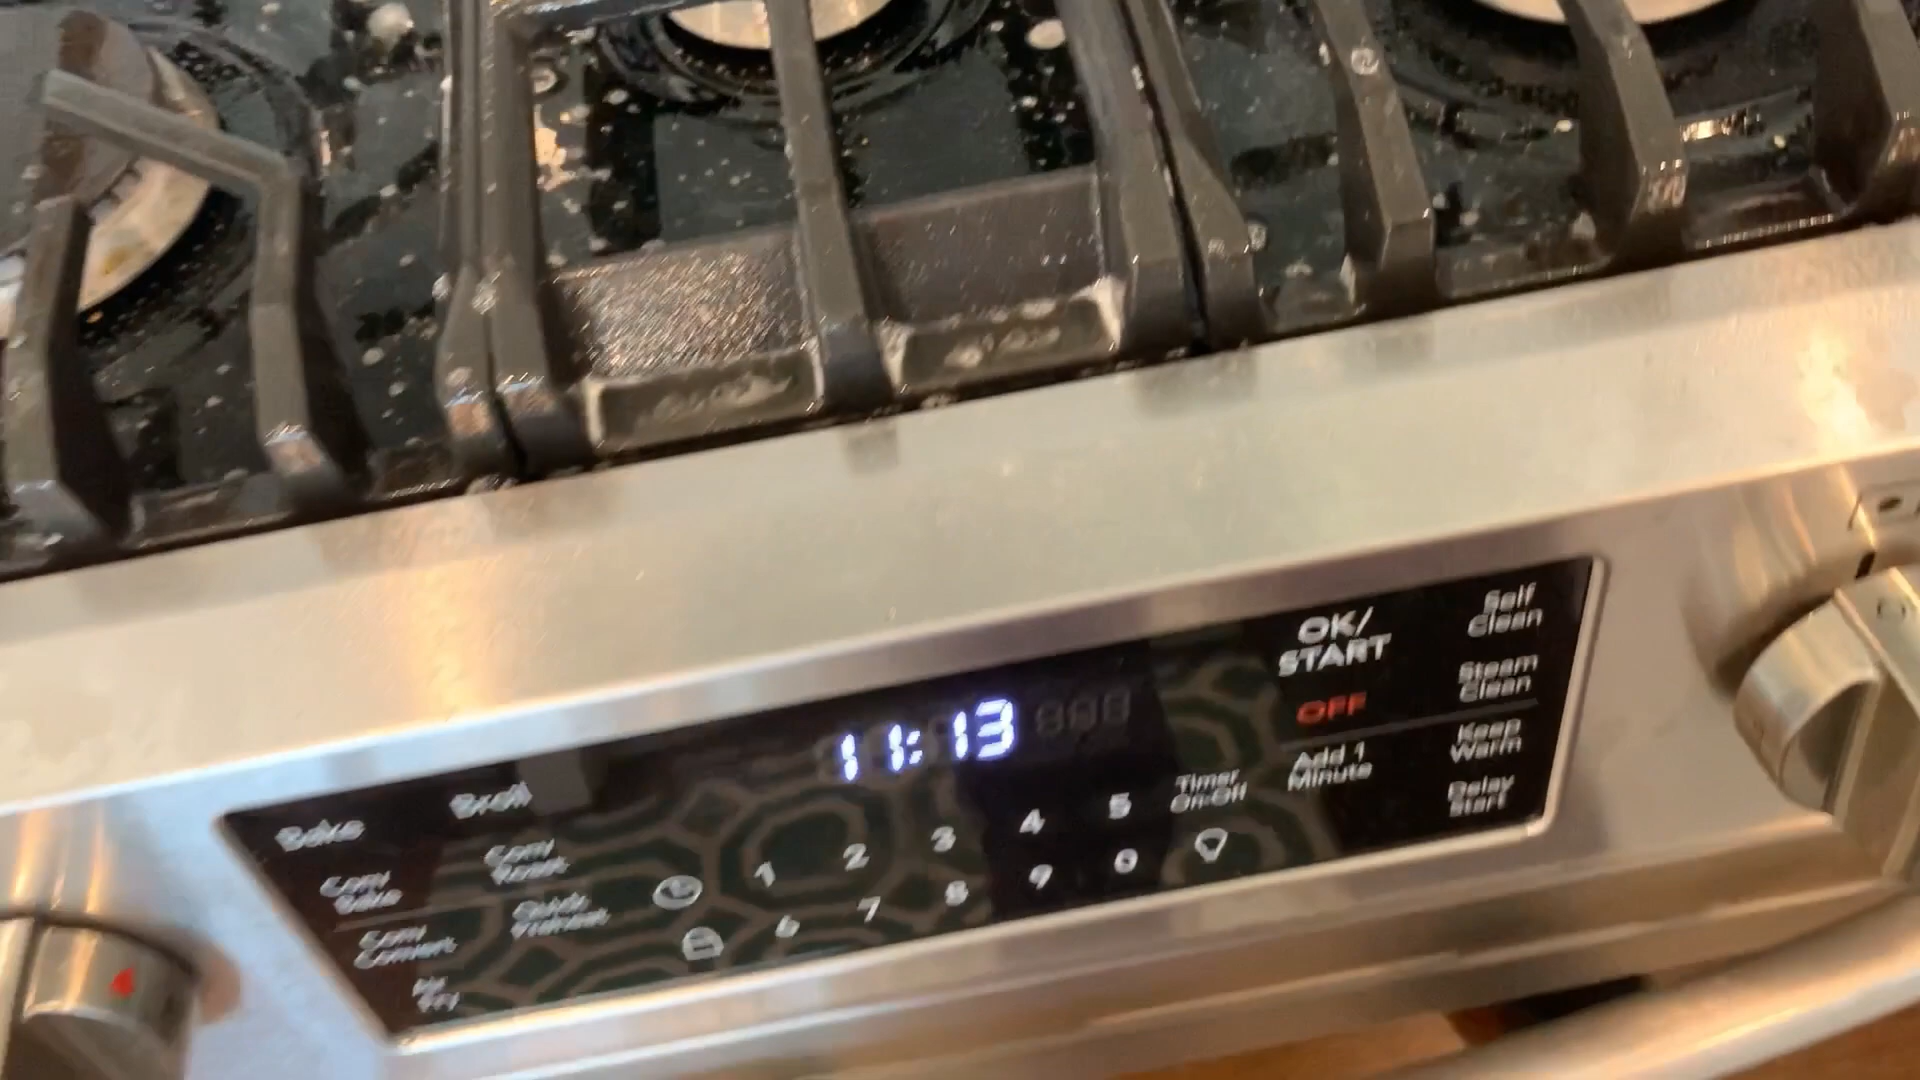 11:13
OK/
START
OFF
Add 1
Minute
Self
Clean
Steam
Clean
Keep
Warm
Delay
Start
Bake
Broil
Conv
Bake
Conv
Roast
Conv
Convert
Quick
Preheat
Air
Fry
1 2 3 4 5
6 7 8 9 0
Timer
On-Off